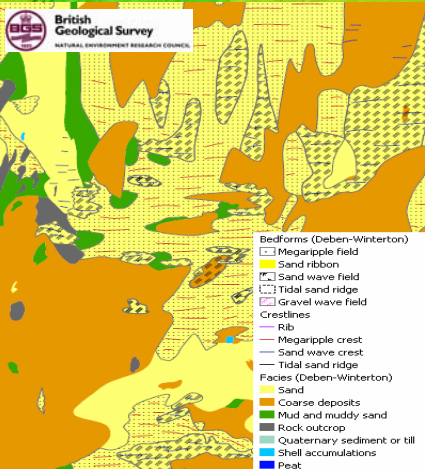 British
Geological Survey
NATURAL ENVIRONMENT RESEARCH COUNCIL
BGS
Bedforms (Deben-Winterton)
Megaripple field
Sand ribbon
Sand wave field
Tidal sand ridge
Gravel wave field
Crestlines
Rib
Megaripple crest
Sand wave crest
Tidal sand ridge
Facies (Deben-Winterton)
Sand
Coarse deposits
Mud and muddy sand
Rock outcrop
Quaternary sediment or till
Shell accumulations
Peat